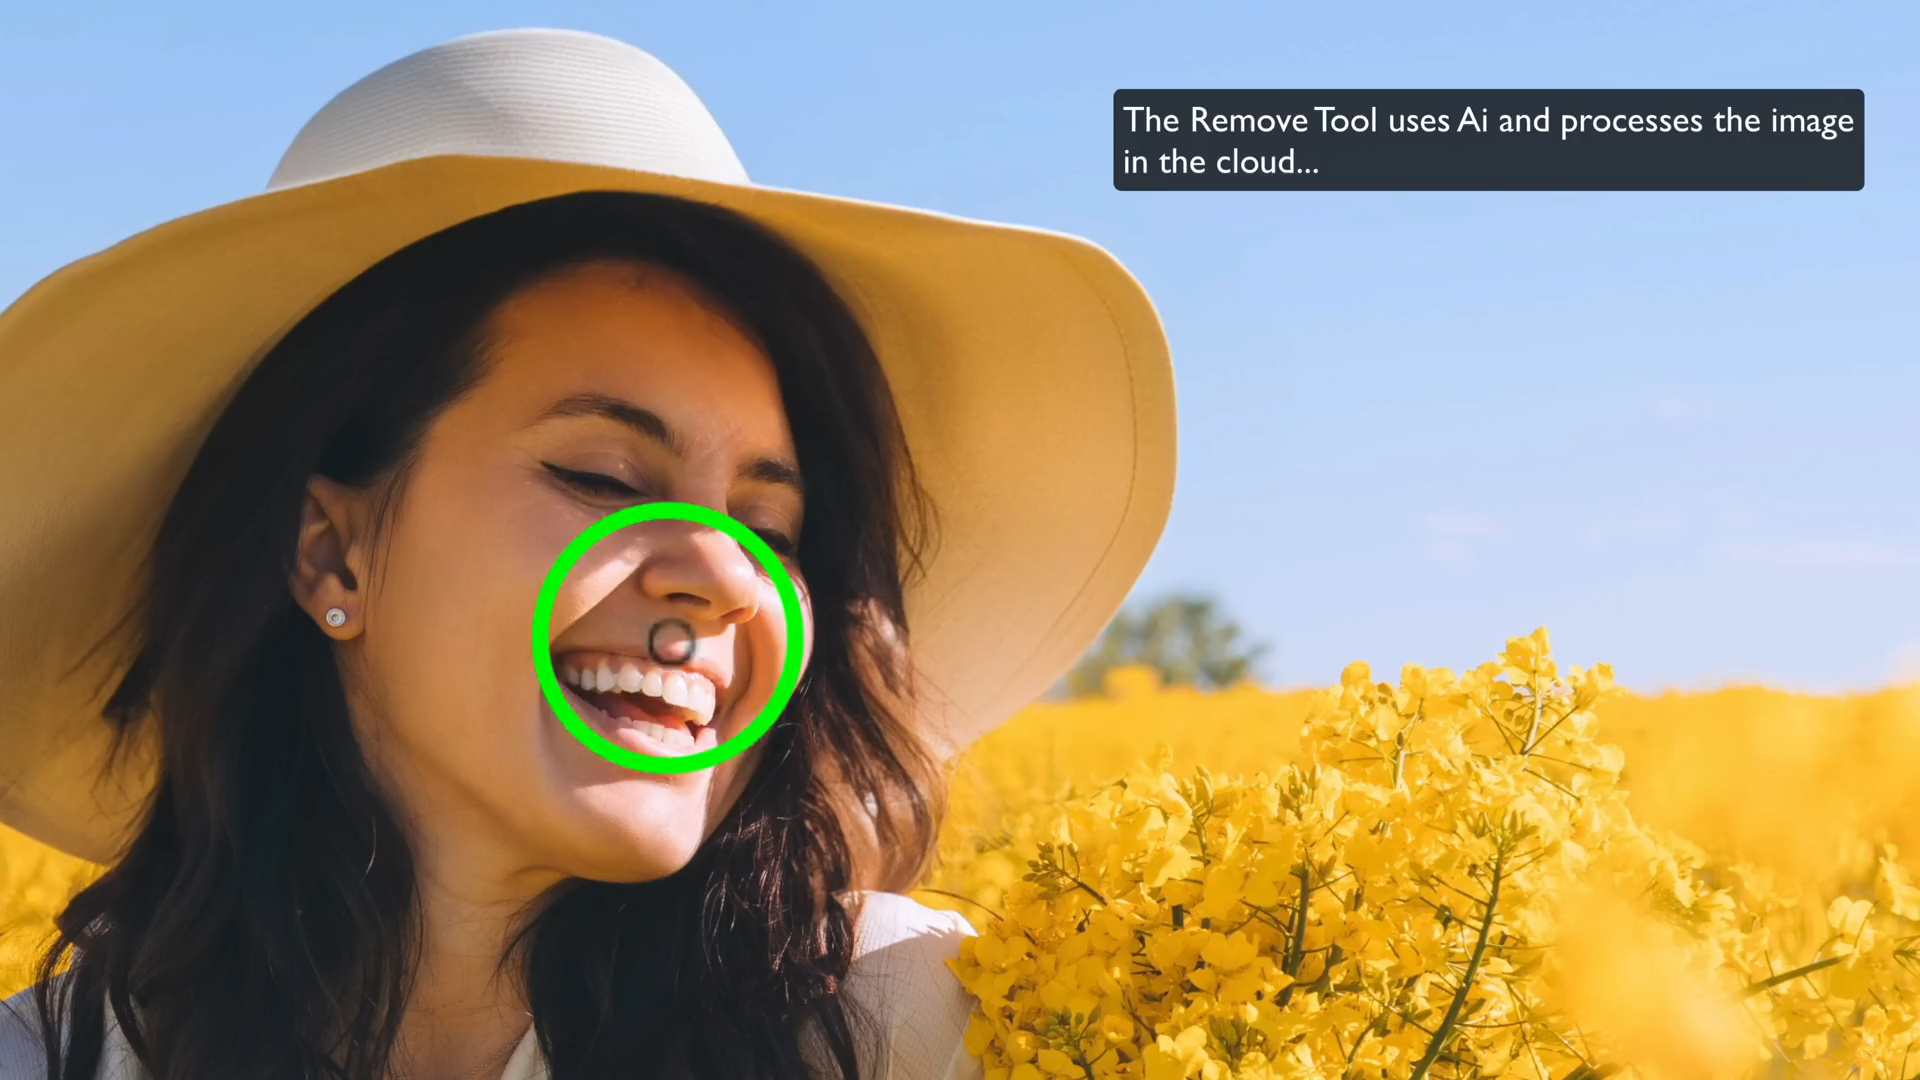 The Remove Tool uses Ai and processes the image
in the cloud...